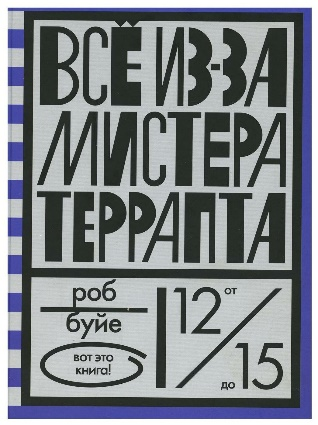 ВСЁ ИЗ-ЗА
МИСТЕРА
ТЕРРАПТА
роб
буйе
вот это
книга!
от
12
15
до